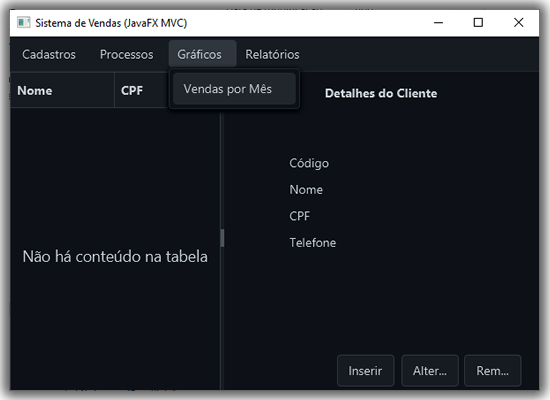 Sistema de Vendas (JavaFX MVC)
Cadastros Processos Gráficos Relatórios
Vendas por Mês
Nome CPF
Detalhes do Cliente
Código
Nome
CPF
Telefone
Não há conteúdo na tabela
Inserir Alter... Rem...